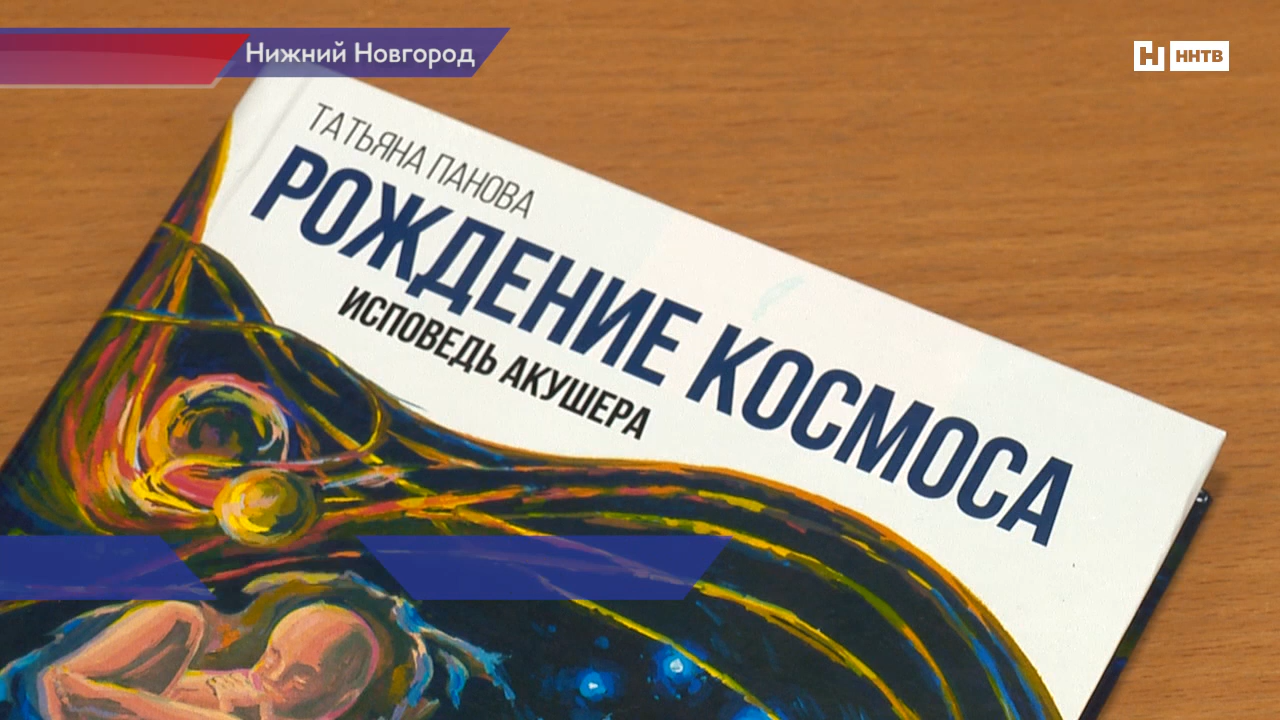 Нижний Новгород
Н ННТВ
ТАТЬЯНА ПАНОВА
РОЖДЕНИЕ КОСМОСА
ИСПОВЕДЬ АКУШЕРА